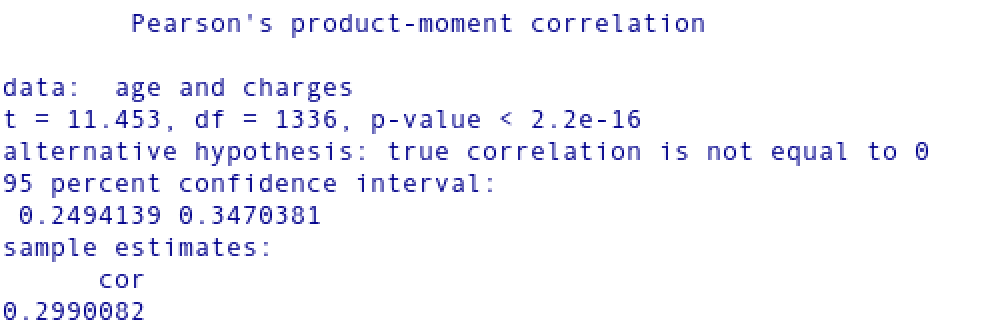 Pearson's product-moment correlation
data:  age and charges
t = 11.453, df = 1336, p-value < 2.2e-16
alternative hypothesis: true correlation is not equal to 0
95 percent confidence interval:
0.2494139 0.3470381
sample estimates:
cor
0.2990082